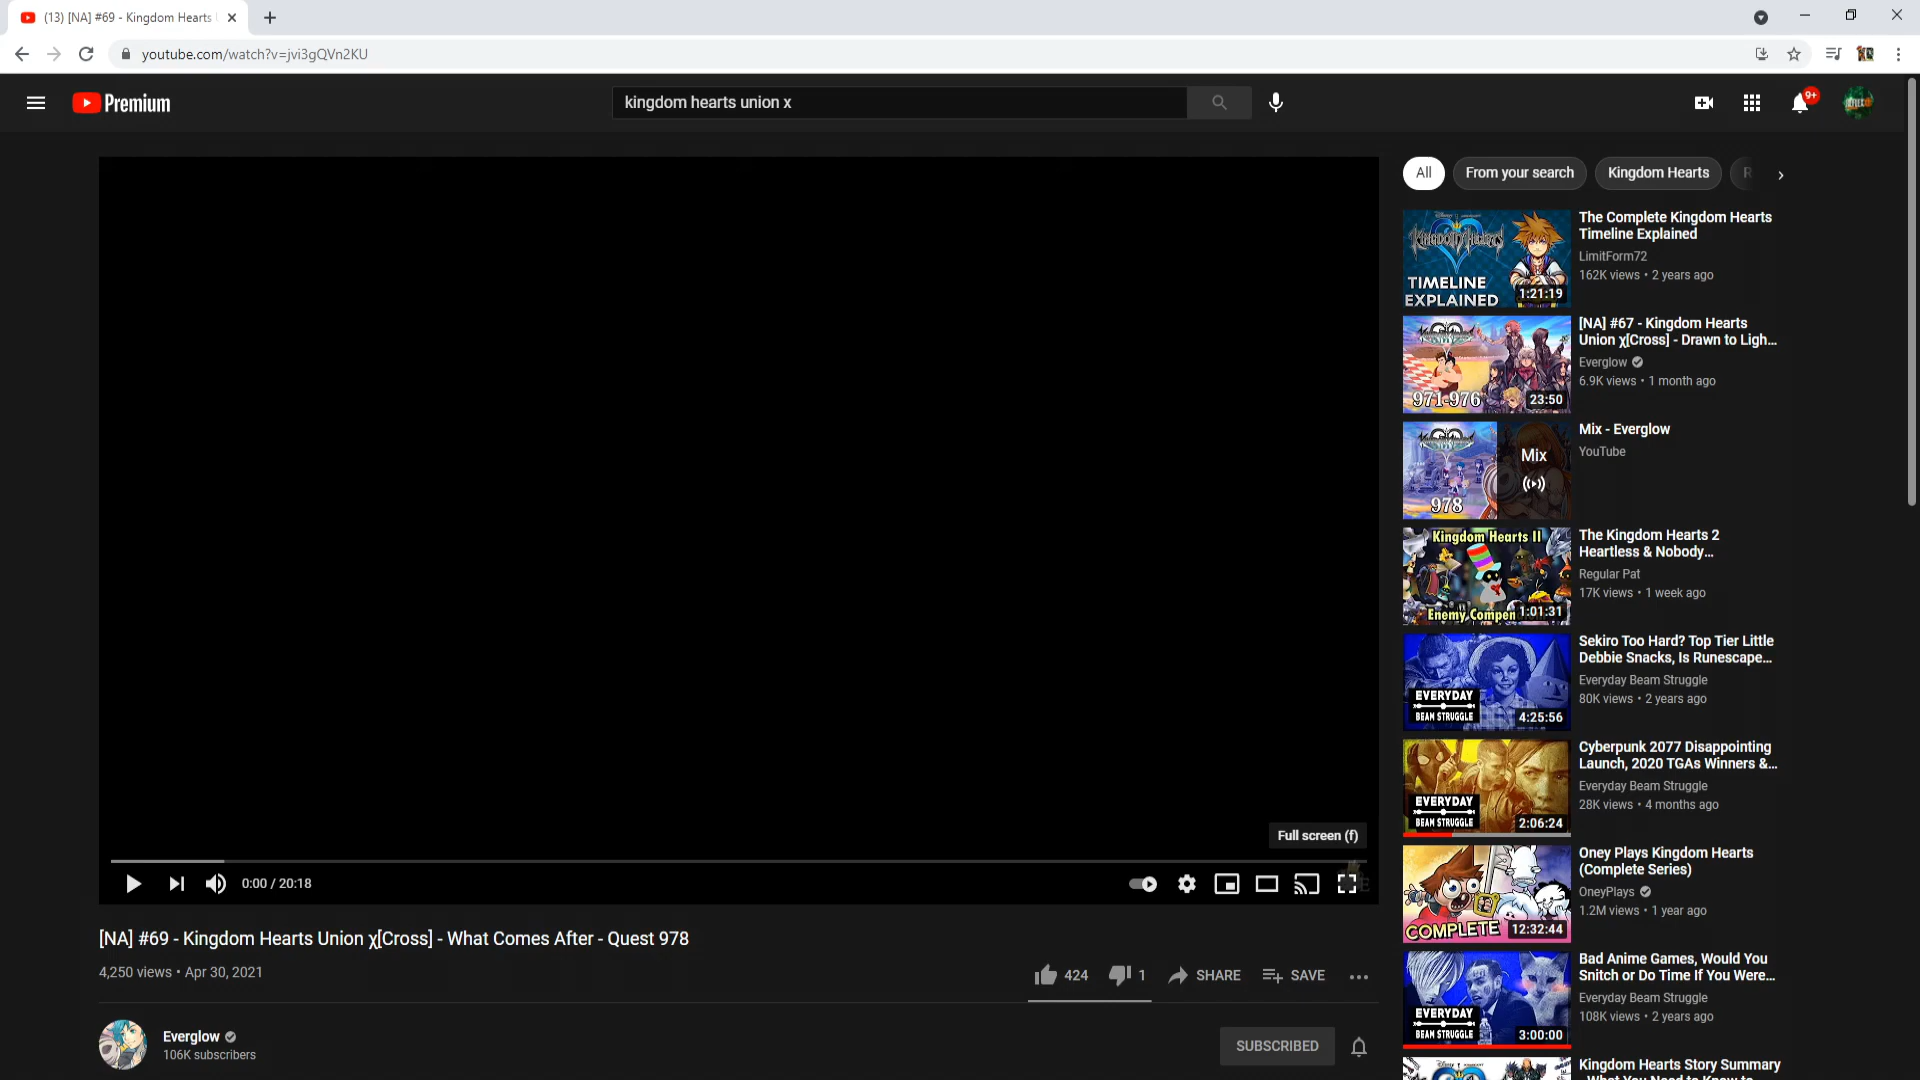 (13) [NA] #69 - Kingdom Hearts
youtube.com/watch?v=jvi3gQVn2KU
Premium
kingdom hearts union x
9+
All
From your search
Kingdom Hearts
R
Full screen (f)
0:00 / 20:18
[NA] #69 - Kingdom Hearts Union χ[Cross] - What Comes After - Quest 978
4,250 views • Apr 30, 2021
424
1
SHARE
SAVE
Everglow
106K subscribers
SUBSCRIBED
KINGDOM HEARTS
TIMELINE
EXPLAINED
1:21:19
The Complete Kingdom Hearts
Timeline Explained
LimitForm72
162K views • 2 years ago
971-976
23:50
[NA] #67 - Kingdom Hearts
Union χ[Cross] - Drawn to Ligh...
Everglow
6.9K views • 1 month ago
978
Mix
Mix - Everglow
YouTube
Kingdom Hearts II
Enemy Compen
1:01:31
The Kingdom Hearts 2
Heartless & Nobody...
Regular Pat
17K views • 1 week ago
EVERYDAY
BEAM STRUGGLE
4:25:56
Sekiro Too Hard? Top Tier Little
Debbie Snacks, Is Runescape...
Everyday Beam Struggle
80K views • 2 years ago
EVERYDAY
BEAM STRUGGLE
2:06:24
Cyberpunk 2077 Disappointing
Launch, 2020 TGAs Winners &...
Everyday Beam Struggle
28K views • 4 months ago
COMPLETE
12:32:44
Oney Plays Kingdom Hearts
(Complete Series)
OneyPlays
1.2M views • 1 year ago
EVERYDAY
BEAM STRUGGLE
3:00:00
Bad Anime Games, Would You
Snitch or Do Time If You Were...
Everyday Beam Struggle
108K views • 2 years ago
Kingdom Hearts Story Summary
- What You Need to Know to